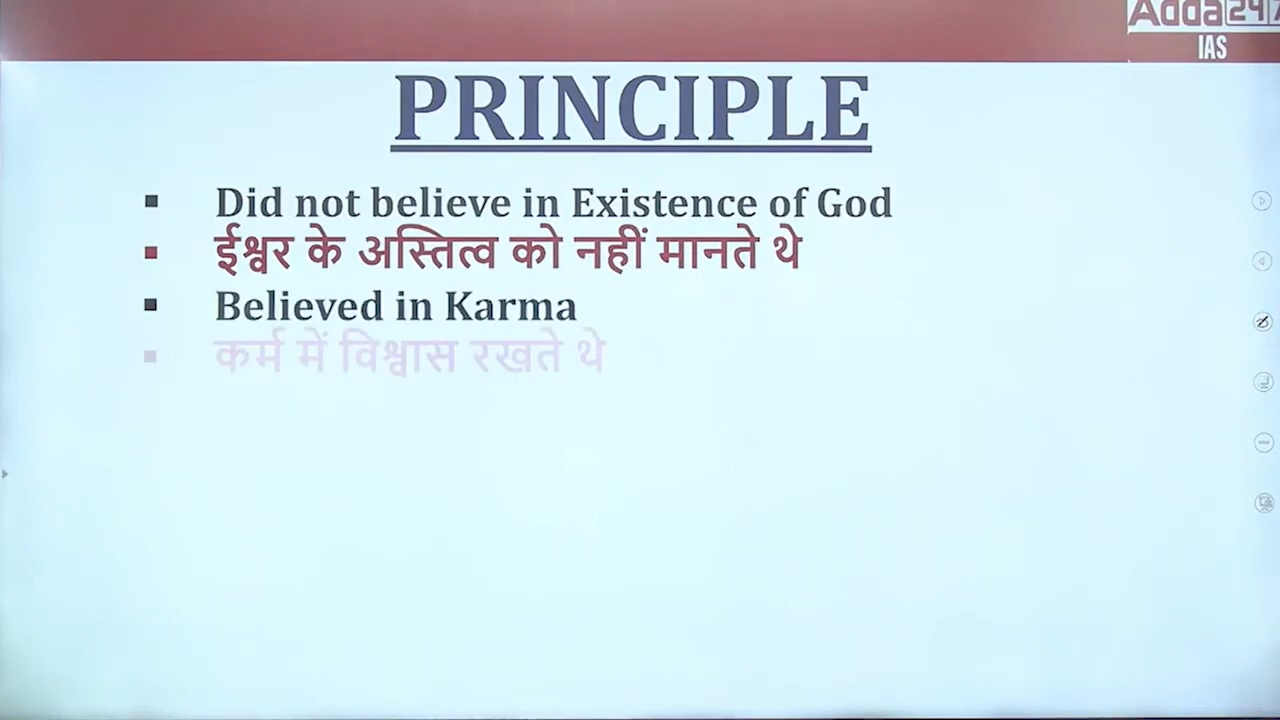 Adda247
IAS
PRINCIPLE
▪ Did not believe in Existence of God
▪ ईश्वर के अस्तित्व को नहीं मानते थे
▪ Believed in Karma
▪ कर्म में विश्वास रखते थे